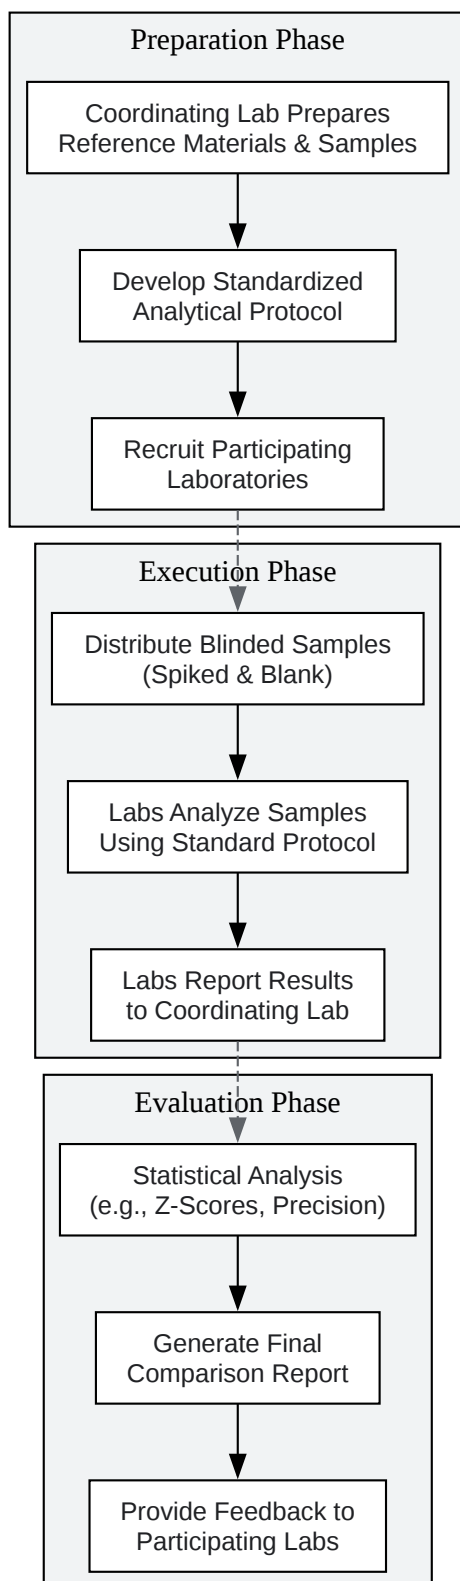 Preparation Phase
Coordinating Lab Prepares
Reference Materials & Samples
Develop Standardized
Analytical Protocol
Recruit Participating
Laboratories
Execution Phase
Distribute Blinded Samples
(Spiked & Blank)
Labs Analyze Samples
Using Standard Protocol
Labs Report Results
to Coordinating Lab
Evaluation Phase
Statistical Analysis
(e.g., Z-Scores, Precision)
Generate Final
Comparison Report
Provide Feedback to
Participating Labs